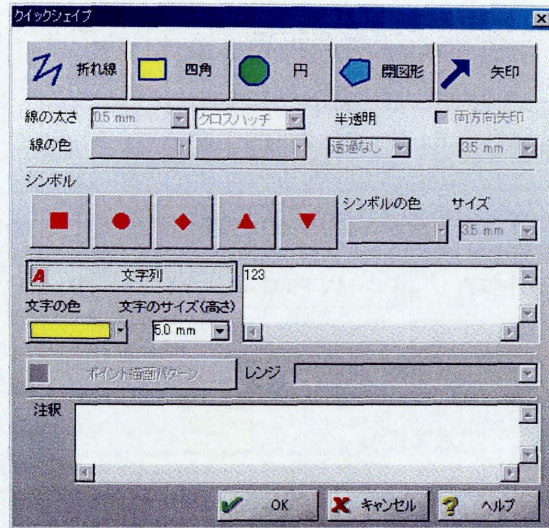 クイックシェイプ
折れ線 四角 円 閉図形 矢印
線の太さ 0.5 mm クロスハッチ 半透明 両方向矢印
線の色 透過なし 3.5 mm
シンボル
シンボルの色 サイズ
3.5 mm
A 文字列 123
文字の色 文字のサイズ(高さ)
5.0 mm
ポイント描画パターン レンジ
注釈
OK キャンセル ? ヘルプ